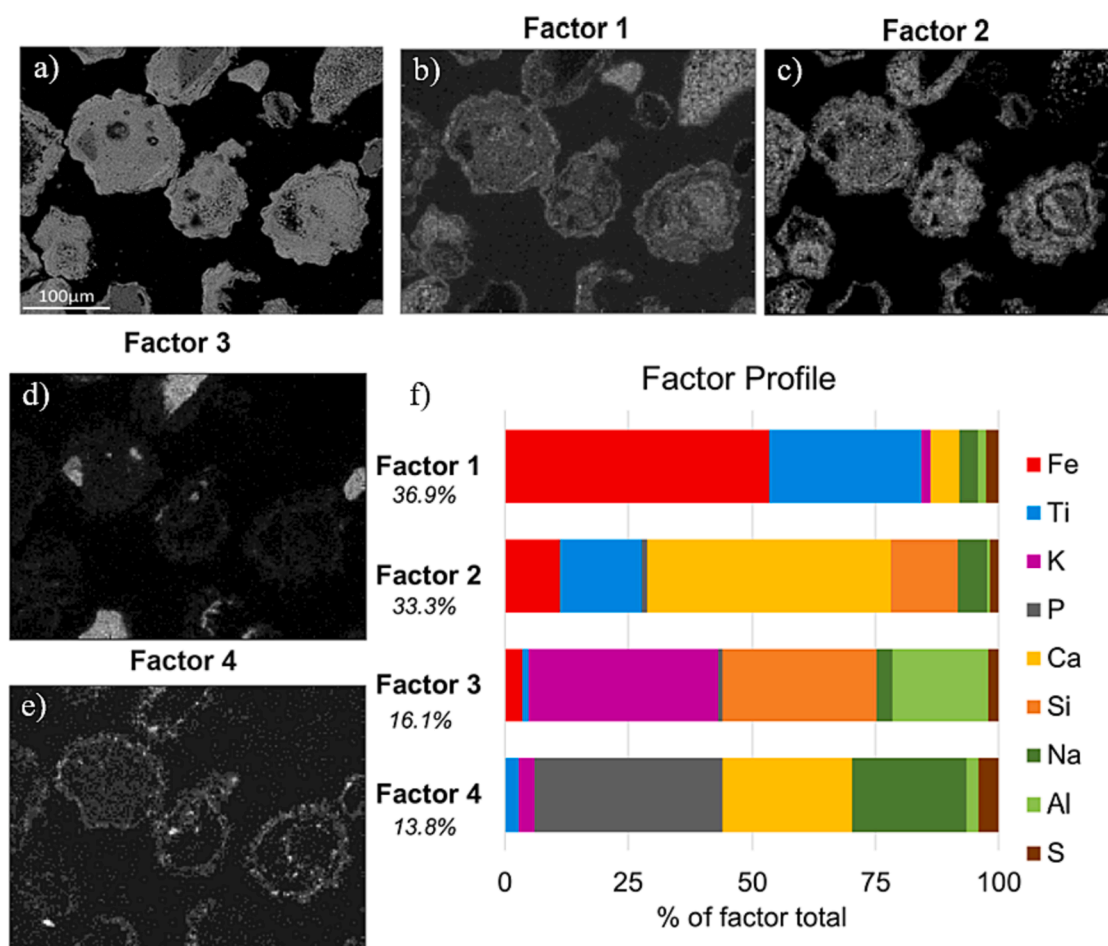 Factor 1
Factor 2
a)
b)
c)
100μm
Factor 3
d)
Factor 4
e)
f)
Factor Profile
Factor 1
36.9%
Factor 2
33.3%
Factor 3
16.1%
Factor 4
13.8%
0
25
50
75
100
% of factor total
Fe
Ti
K
P
Ca
Si
Na
Al
S